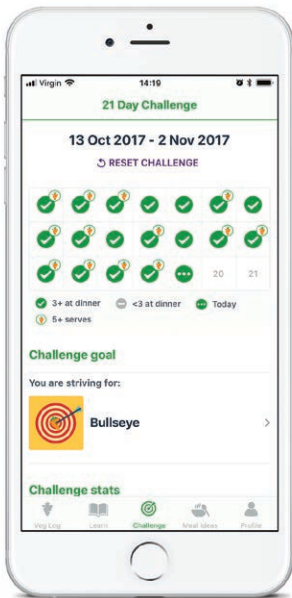 Virgin 14:19
21 Day Challenge
13 Oct 2017 - 2 Nov 2017
RESET CHALLENGE
20 21
3+ at dinner <3 at dinner Today
5+ serves
Challenge goal
You are striving for:
Bullseye
Challenge stats
Veg Log Learn Challenge Meal Ideas Profile